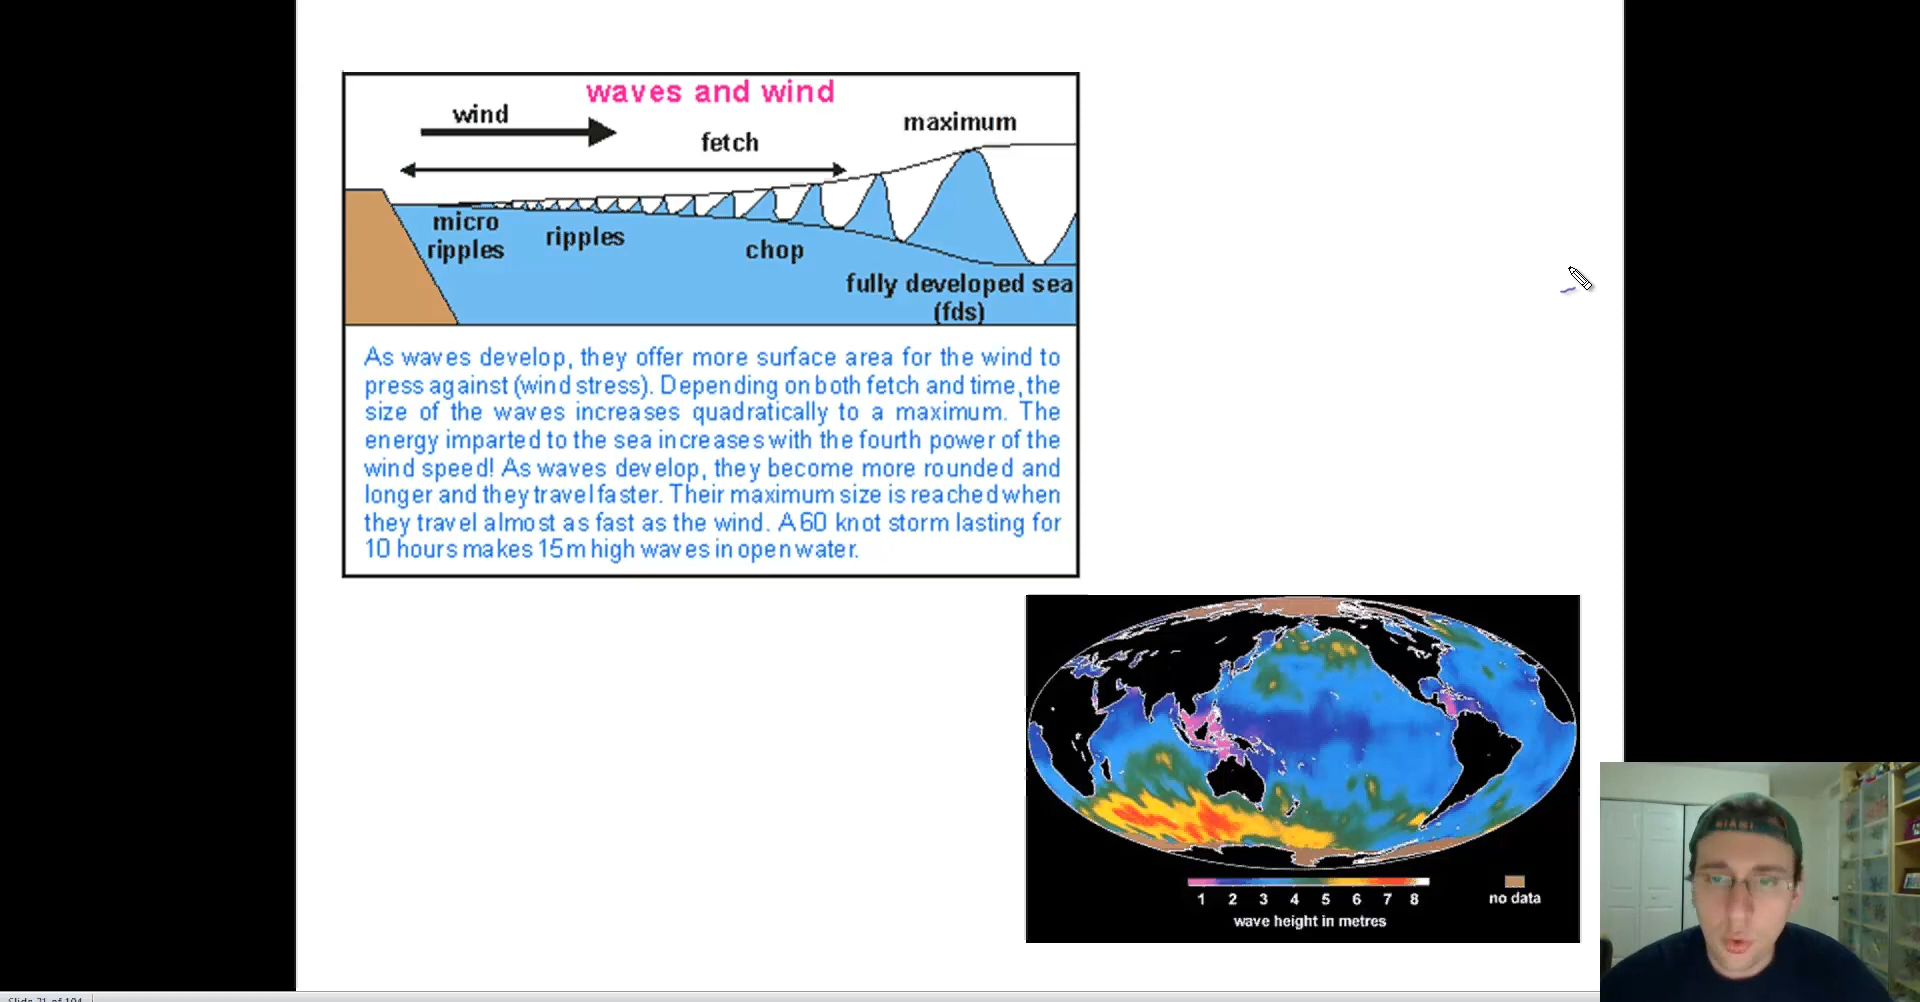 waves and wind
wind
maximum
fetch
micro
ripples
ripples
chop
fully developed sea
(fds)
As waves develop, they offer more surface area for the wind to
press against (wind stress). Depending on both fetch and time, the
size of the waves increases quadratically to a maximum. The
energy imparted to the sea increases with the fourth power of the
wind speed! As waves develop, they become more rounded and
longer and they travel faster. Their maximum size is reached when
they travel almost as fast as the wind. A 60 knot storm lasting for
10 hours makes 15m high waves in open water.
1 2 3 4 5 6 7 8
wave height in metres
no data
Slide 21 of 104